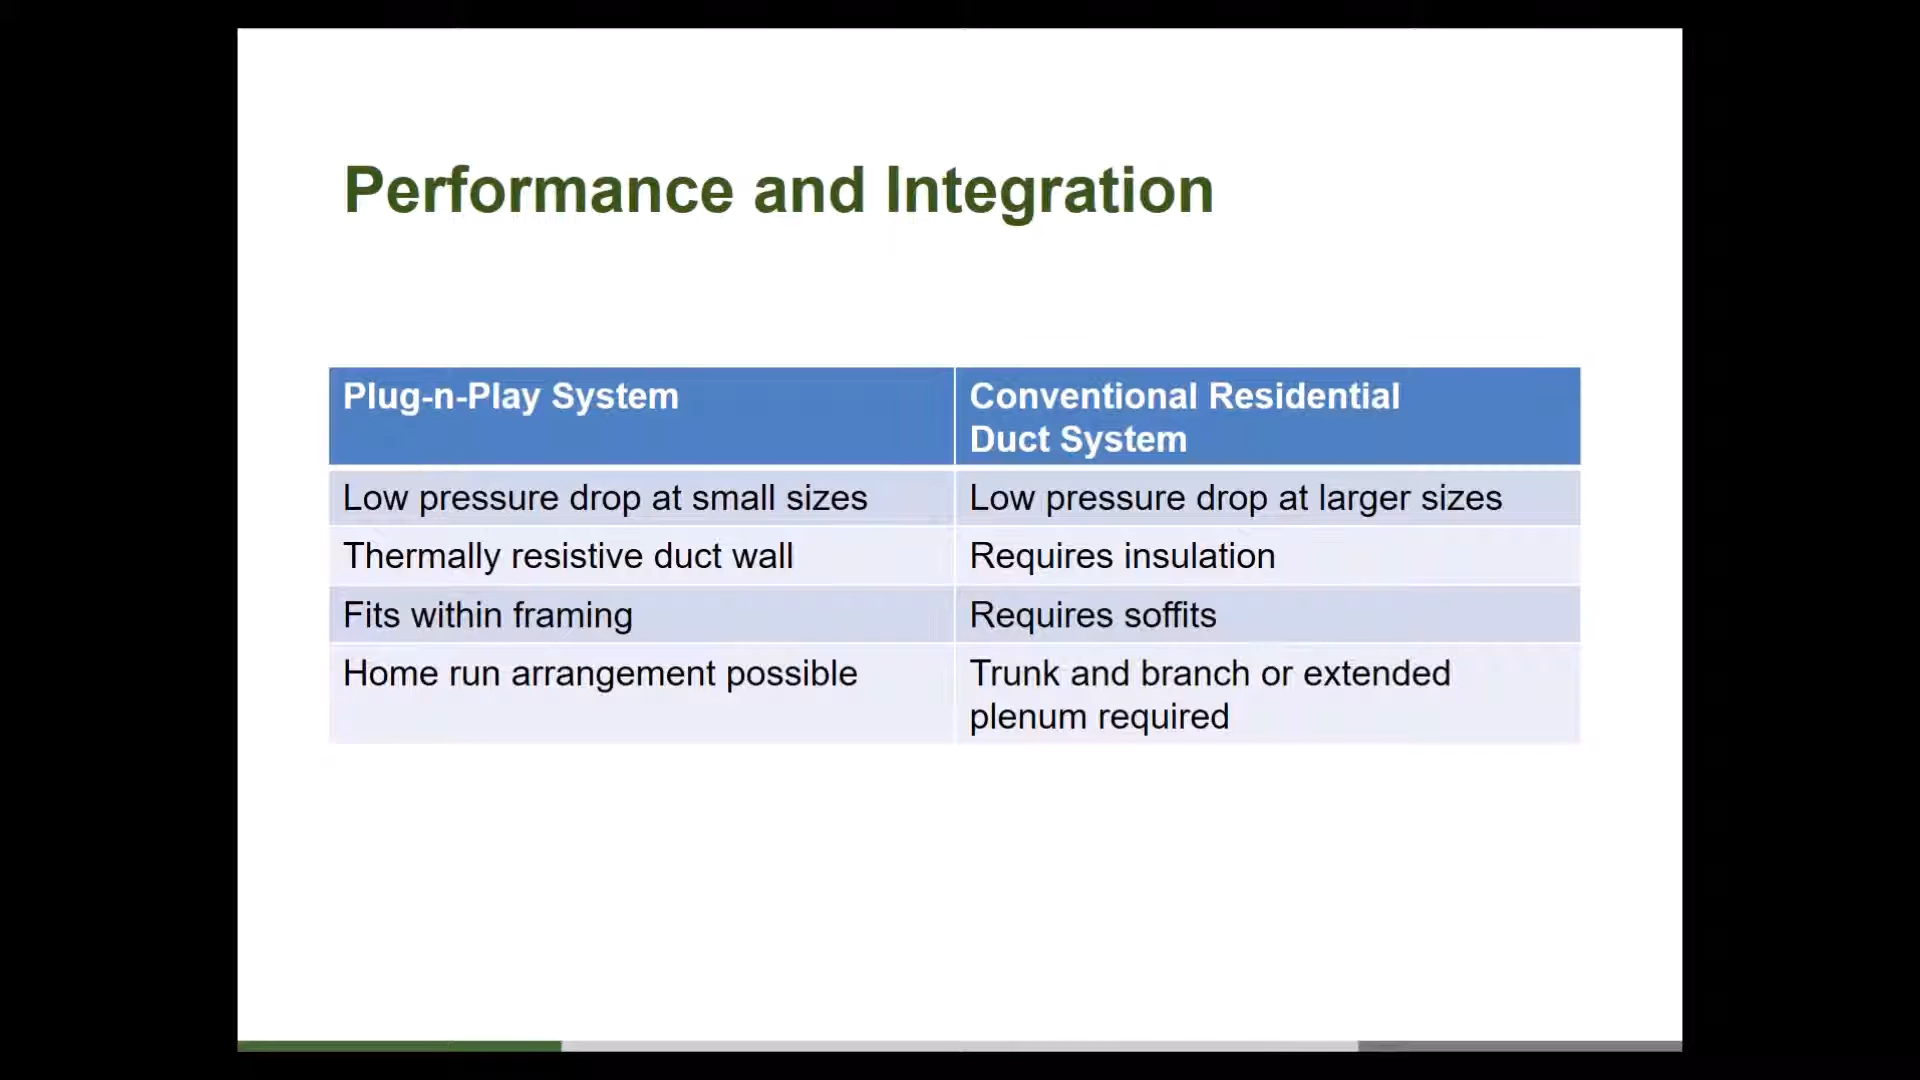 Performance and Integration
Plug-n-Play System
Conventional Residential
Duct System
Low pressure drop at small sizes
Low pressure drop at larger sizes
Thermally resistive duct wall
Requires insulation
Fits within framing
Requires soffits
Home run arrangement possible
Trunk and branch or extended
plenum required